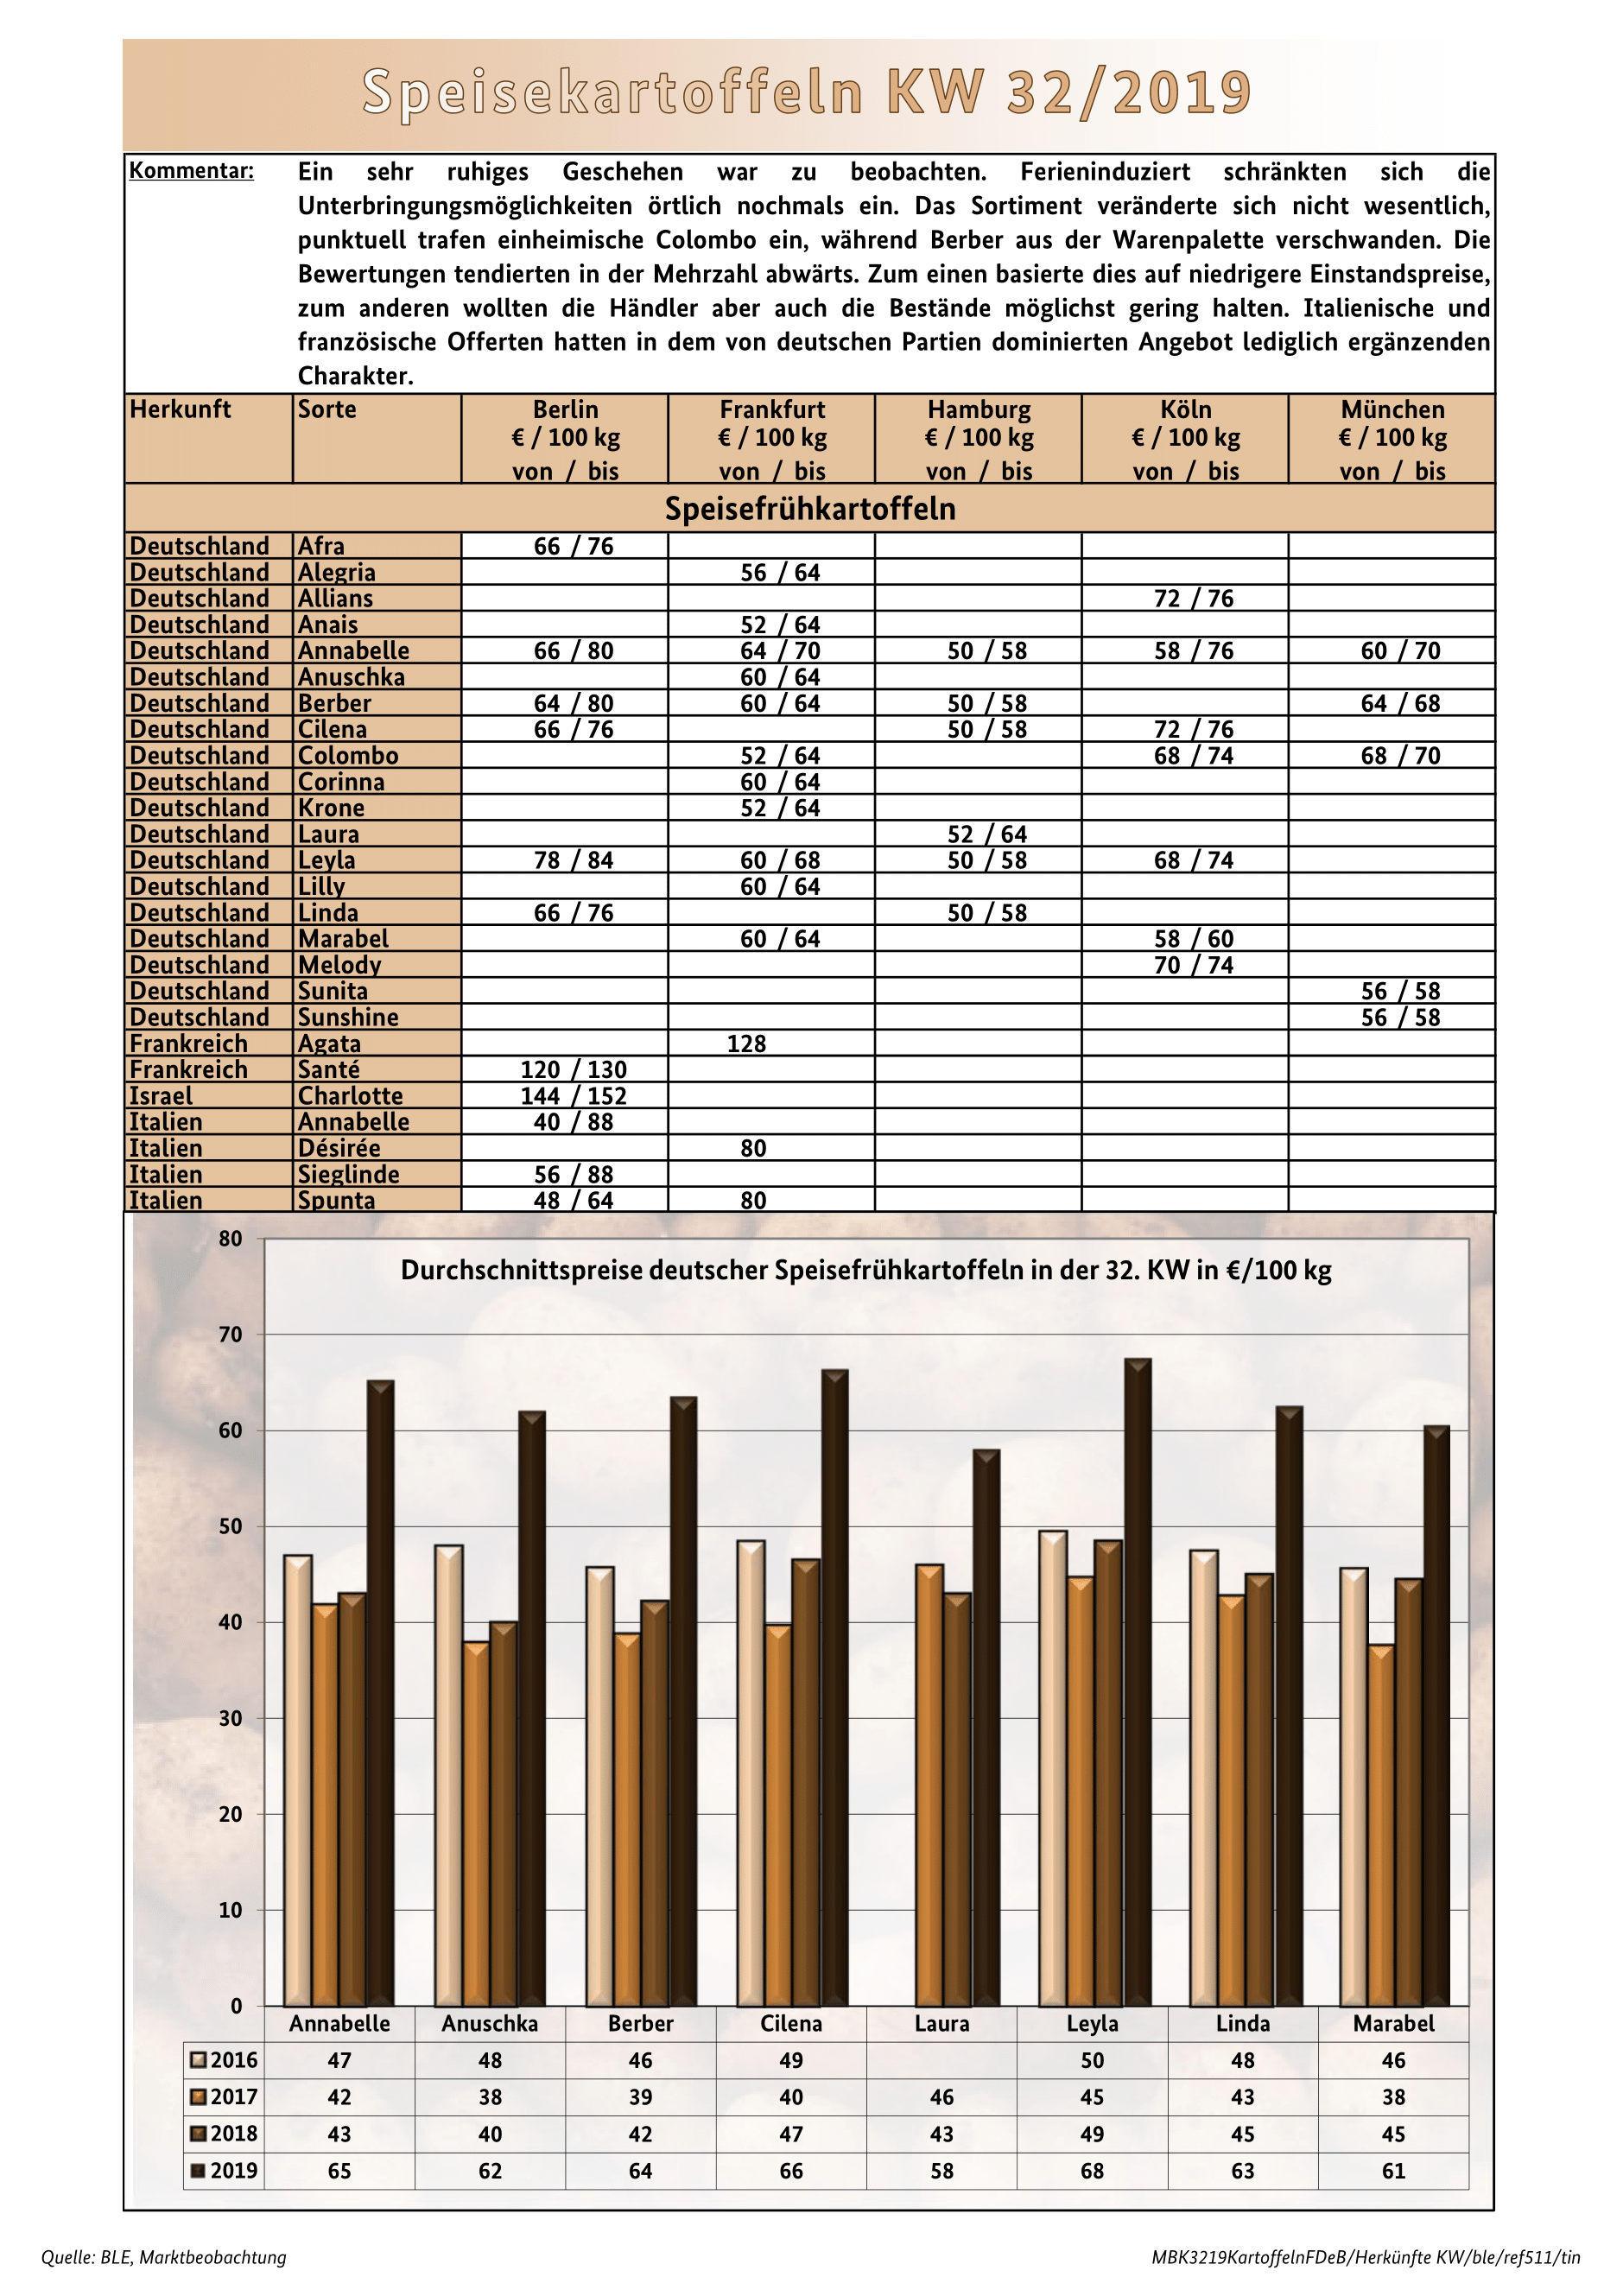 Speisekartoffeln KW 32/2019
Kommentar: Ein sehr ruhiges Geschehen war zu beobachten. Ferieninduziert schränkten sich die
Unterbringungsmöglichkeiten örtlich nochmals ein. Das Sortiment veränderte sich nicht wesentlich,
punktuell trafen einheimische Colombo ein, während Berber aus der Warenpalette verschwanden. Die
Bewertungen tendierten in der Mehrzahl abwärts. Zum einen basierte dies auf niedrigere Einstandspreise,
zum anderen wollten die Händler aber auch die Bestände möglichst gering halten. Italienische und
französische Offerten hatten in dem von deutschen Partien dominierten Angebot lediglich ergänzenden
Charakter.
Herkunft Sorte Berlin Frankfurt Hamburg Köln München
€ / 100 kg € / 100 kg € / 100 kg € / 100 kg € / 100 kg
von / bis von / bis von / bis von / bis von / bis
Speisefrühkartoffeln
Deutschland Afra 66 / 76
Deutschland Alegria 56 / 64
Deutschland Allians 72 / 76
Deutschland Anais 52 / 64
Deutschland Annabelle 66 / 80 64 / 70 50 / 58 58 / 76 60 / 70
Deutschland Anuschka 60 / 64
Deutschland Berber 64 / 80 60 / 64 50 / 58 64 / 68
Deutschland Cilena 66 / 76 50 / 58 72 / 76
Deutschland Colombo 52 / 64 68 / 74 68 / 70
Deutschland Corinna 60 / 64
Deutschland Krone 52 / 64
Deutschland Laura 52 / 64
Deutschland Leyla 78 / 84 60 / 68 50 / 58 68 / 74
Deutschland Lilly 60 / 64
Deutschland Linda 66 / 76 50 / 58
Deutschland Marabel 60 / 64 58 / 60
Deutschland Melody 70 / 74
Deutschland Sunita 56 / 58
Deutschland Sunshine 56 / 58
Frankreich Agata 128
Frankreich Santé 120 / 130
Israel Charlotte 144 / 152
Italien Annabelle 40 / 88
Italien Désirée 80
Italien Sieglinde 56 / 88
Italien Spunta 48 / 64 80
Durchschnittspreise deutscher Speisefrühkartoffeln in der 32. KW in €/100 kg
80
70
60
50
40
30
20
10
0
Annabelle Anuschka Berber Cilena Laura Leyla Linda Marabel
2016 47 48 46 49 50 48 46
2017 42 38 39 40 46 45 43 38
2018 43 40 42 47 43 49 45 45
2019 65 62 64 66 58 68 63 61
Quelle: BLE, Marktbeobachtung MBK3219KartoffelnFDeB/Herkünfte KW/ble/ref511/tin